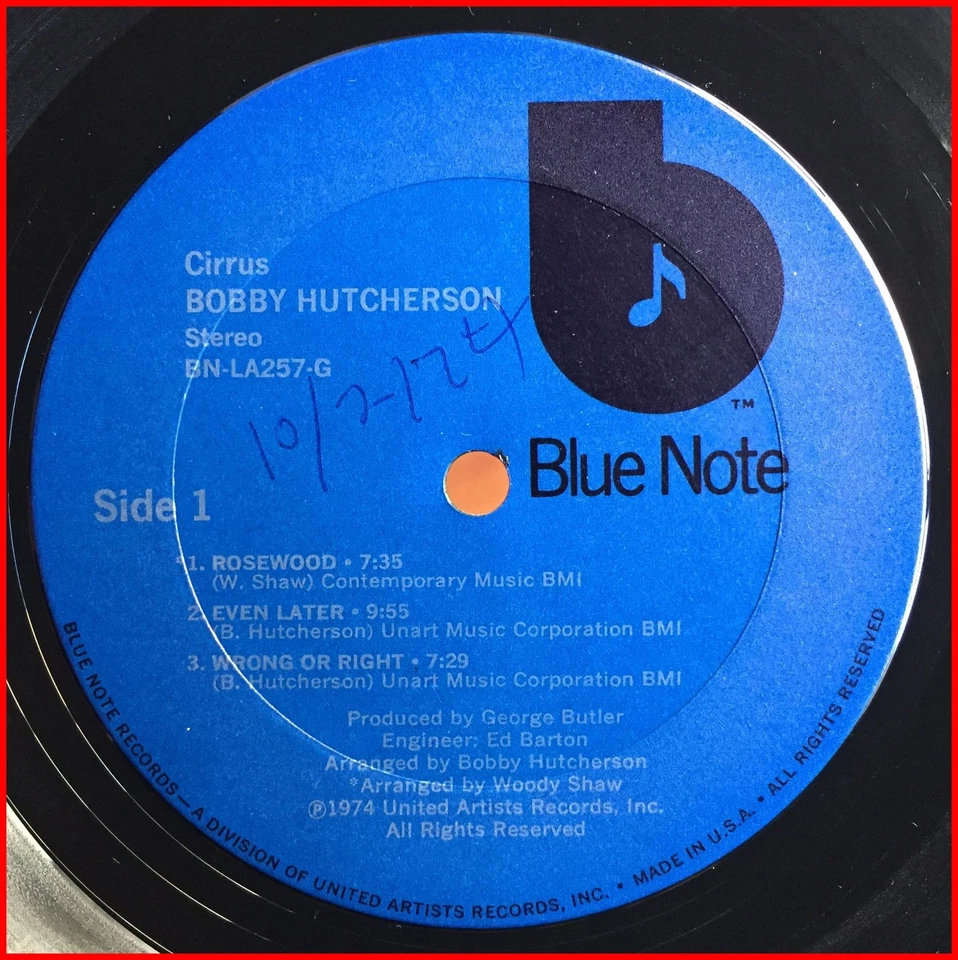 Cirrus
BOBBY HUTCHERSON
Stereo
BN-LA257-G
TM
Blue Note
Side 1
*1. ROSEWOOD • 7:35
(W. Shaw) Contemporary Music BMI
2. EVEN LATER • 9:55
(B. Hutcherson) Unart Music Corporation BMI
3. WRONG OR RIGHT • 7:29
(B. Hutcherson) Unart Music Corporation BMI
Produced by George Butler
Engineer: Ed Barton
Arranged by Bobby Hutcherson
*Arranged by Woody Shaw
℗1974 United Artists Records, Inc.
All Rights Reserved
BLUE NOTE RECORDS—A DIVISION OF UNITED ARTISTS RECORDS, INC. • MADE IN U.S.A. • ALL RIGHTS RESERVED